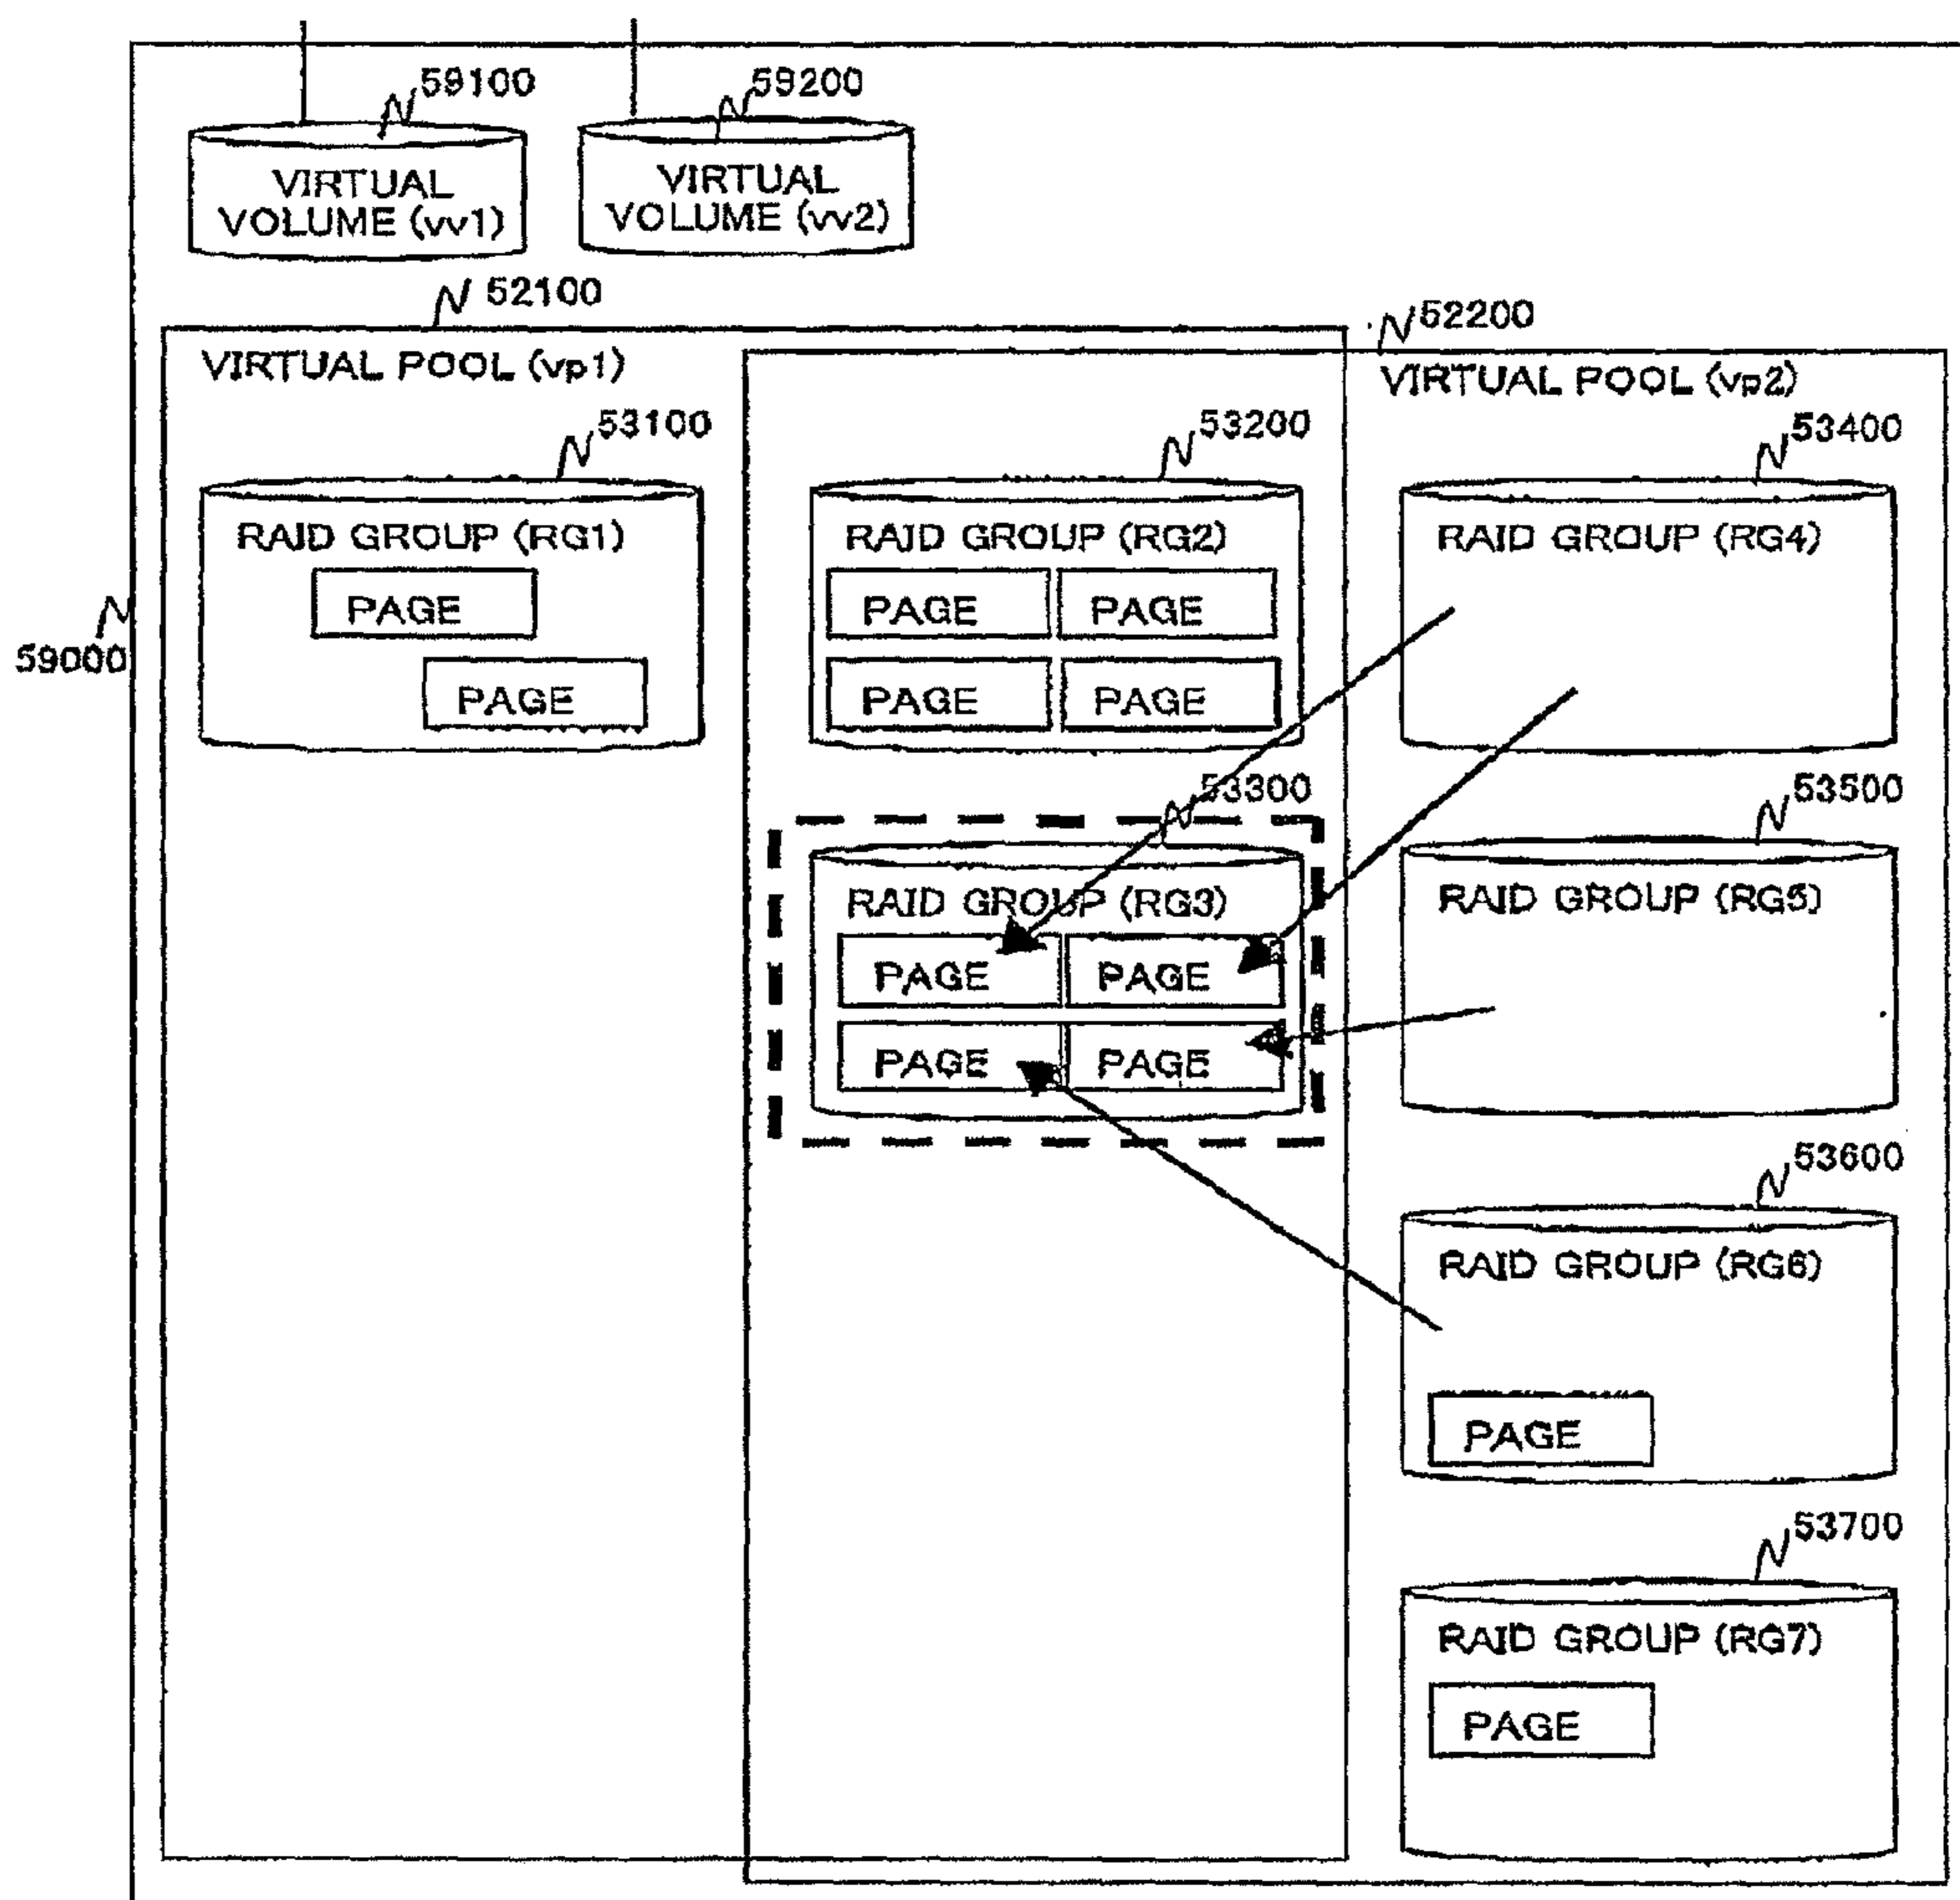 59100
59200
VIRTUAL
VOLUME (vv1)
VIRTUAL
VOLUME (vv2)
52100
52200
VIRTUAL POOL (vp1)
VIRTUAL POOL (vp2)
53100
53200
53400
RAID GROUP (RG1)
PAGE
PAGE
RAID GROUP (RG2)
PAGE PAGE
PAGE PAGE
RAID GROUP (RG4)
59000
53300
53500
RAID GROUP (RG3)
PAGE PAGE
PAGE PAGE
RAID GROUP (RG5)
53600
RAID GROUP (RG6)
PAGE
53700
RAID GROUP (RG7)
PAGE